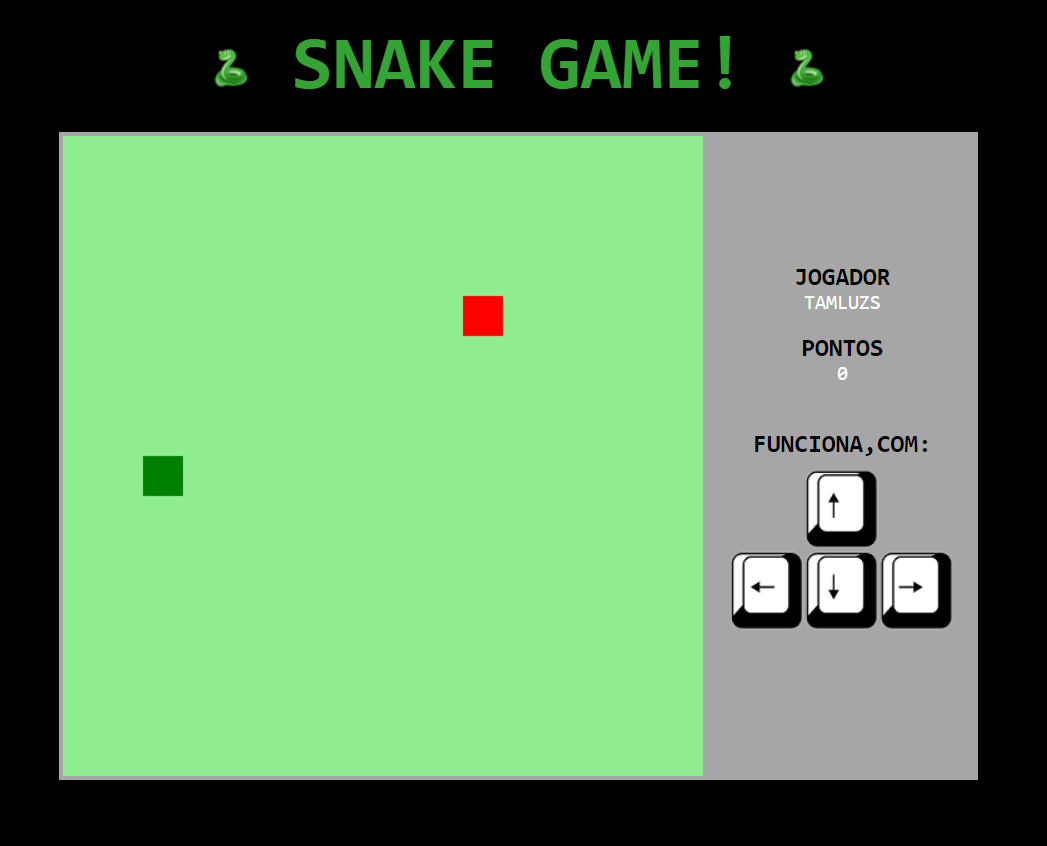 SNAKE GAME!
JOGADOR
TAMLUZS
PONTOS
0
FUNCIONA,COM:
↑
← ↓ →